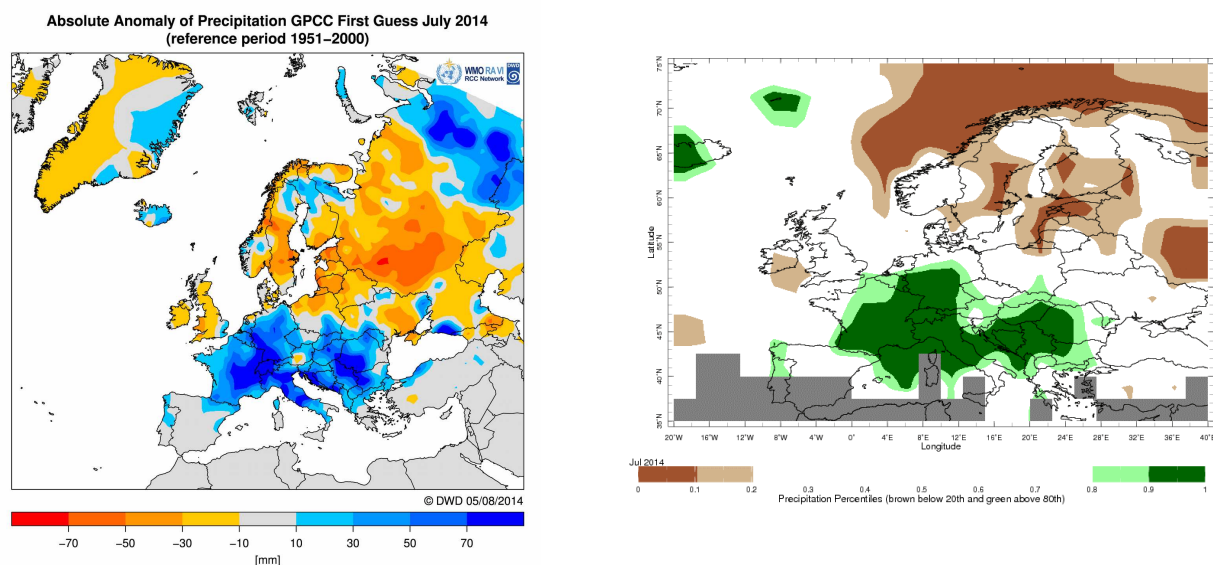 Absolute Anomaly of Precipitation GPCC First Guess July 2014
(reference period 1951−2000)
WMO RA VI
RCC Network
DWD
© DWD 05/08/2014
−70 −50 −30 −10 10 30 50 70
[mm]
75°N
70°N
65°N
60°N
55°N
50°N
45°N
40°N
35°N
Latitude
20°W 16°W 12°W 8°W 4°W 0° 4°E 8°E 12°E 16°E 20°E 24°E 28°E 32°E 36°E 40°E
Longitude
Jul 2014
0 0.1 0.2 0.3 0.4 0.5 0.6 0.7 0.8 0.9 1
Precipitation Percentiles (brown below 20th and green above 80th)